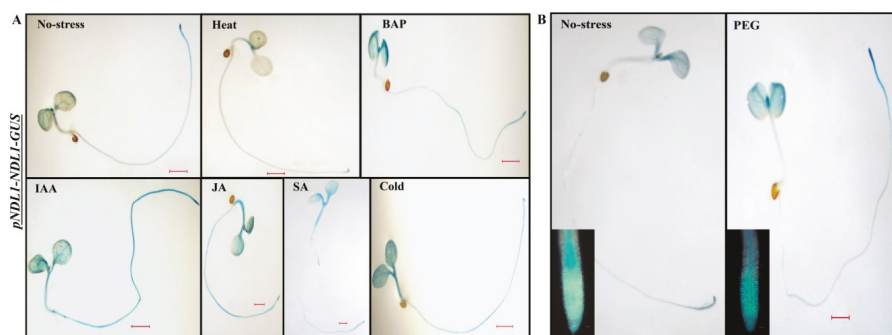 A
pNDL1-NDL1-GUS
No-stress
Heat
BAP
IAA
JA
SA
Cold
B
No-stress
PEG